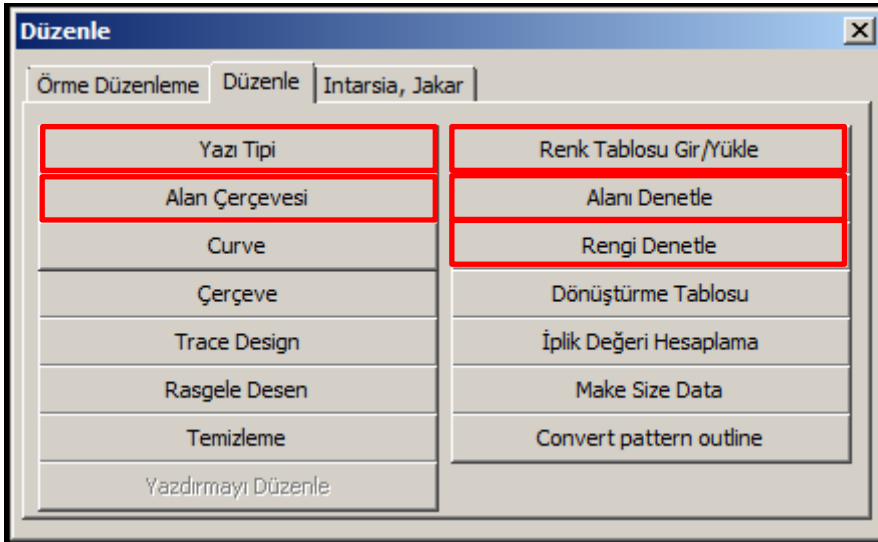 Düzenle
Örme Düzenleme Düzenle Intarsia, Jakar
Yazı Tipi Renk Tablosu Gir/Yükle
Alan Çerçevesi Alanı Denetle
Curve Rengi Denetle
Çerçeve Dönüştürme Tablosu
Trace Design İplik Değeri Hesaplama
Rasgele Desen Make Size Data
Temizleme Convert pattern outline
Yazdırmayı Düzenle